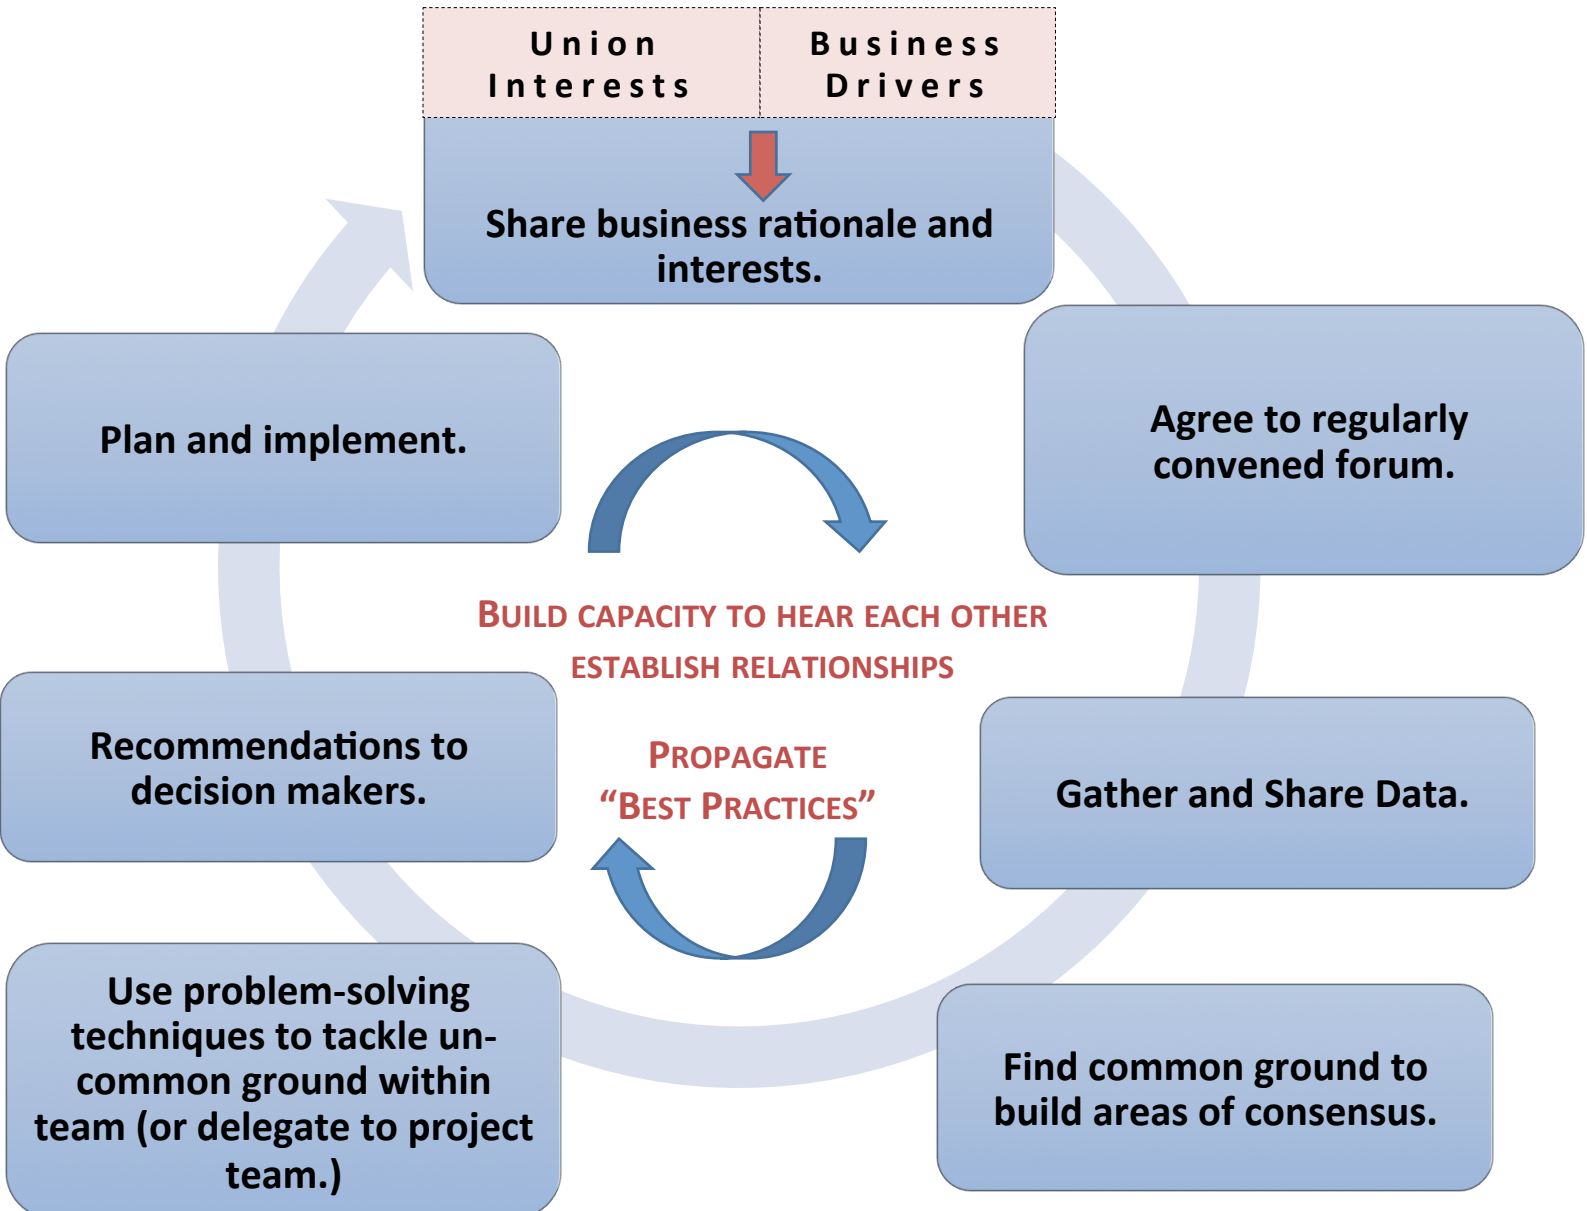 Union
Interests
Business
Drivers
Share business rationale and
interests.
Agree to regularly
convened forum.
Gather and Share Data.
Find common ground to
build areas of consensus.
Use problem-solving
techniques to tackle un-
common ground within
team (or delegate to project
team.)
Recommendations to
decision makers.
Plan and implement.
BUILD CAPACITY TO HEAR EACH OTHER
ESTABLISH RELATIONSHIPS
PROPAGATE
“BEST PRACTICES”